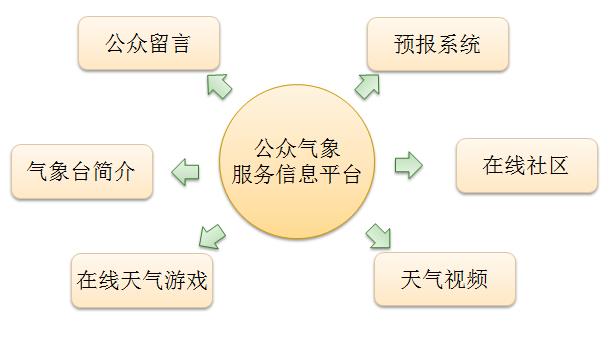 公众留言
预报系统
公众气象
服务信息平台
气象台简介
在线社区
在线天气游戏
天气视频